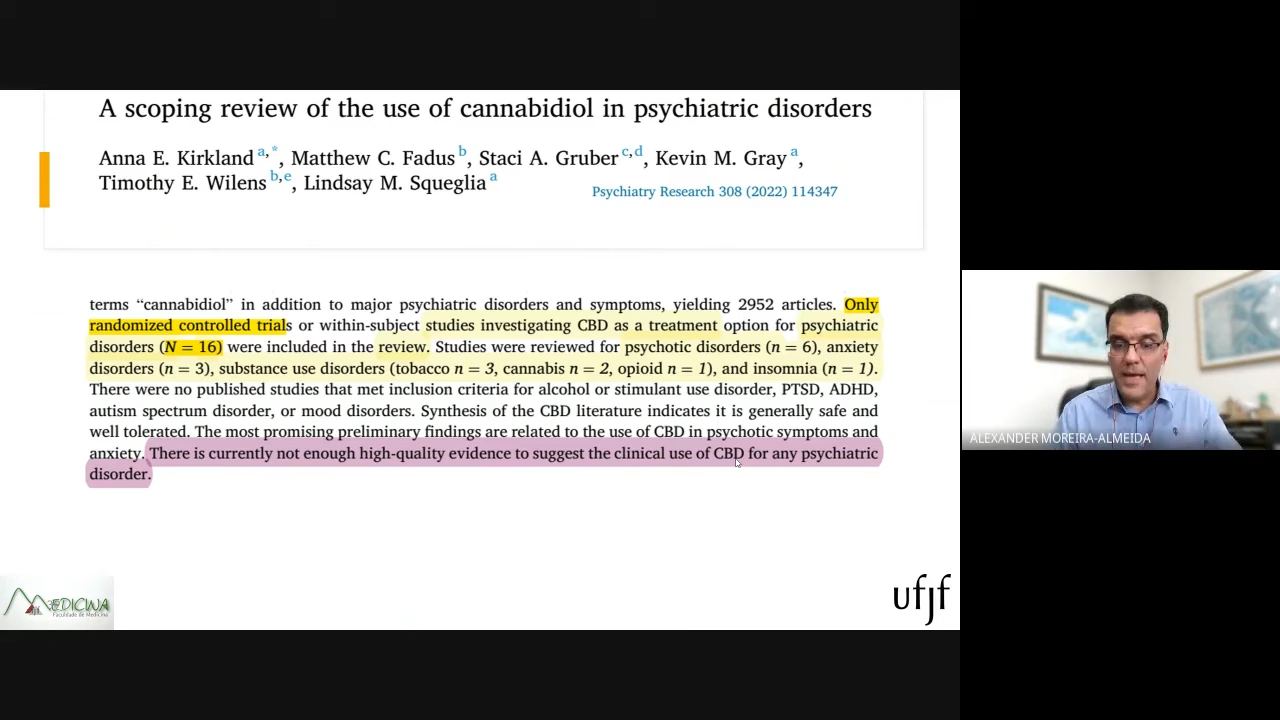 A scoping review of the use of cannabidiol in psychiatric disorders
Anna E. Kirkland a,*, Matthew C. Fadus b, Staci A. Gruber c,d, Kevin M. Gray a,
Timothy E. Wilens b,e, Lindsay M. Squeglia a
Psychiatry Research 308 (2022) 114347
terms “cannabidiol” in addition to major psychiatric disorders and symptoms, yielding 2952 articles. Only
randomized controlled trials or within-subject studies investigating CBD as a treatment option for psychiatric
disorders (N = 16) were included in the review. Studies were reviewed for psychotic disorders (n = 6), anxiety
disorders (n = 3), substance use disorders (tobacco n = 3, cannabis n = 2, opioid n = 1), and insomnia (n = 1).
There were no published studies that met inclusion criteria for alcohol or stimulant use disorder, PTSD, ADHD,
autism spectrum disorder, or mood disorders. Synthesis of the CBD literature indicates it is generally safe and
well tolerated. The most promising preliminary findings are related to the use of CBD in psychotic symptoms and
anxiety. There is currently not enough high-quality evidence to suggest the clinical use of CBD for any psychiatric
disorder.
ALEXANDER MOREIRA-ALMEIDA
MEDICINA
Faculdade de Medicina
ufjf